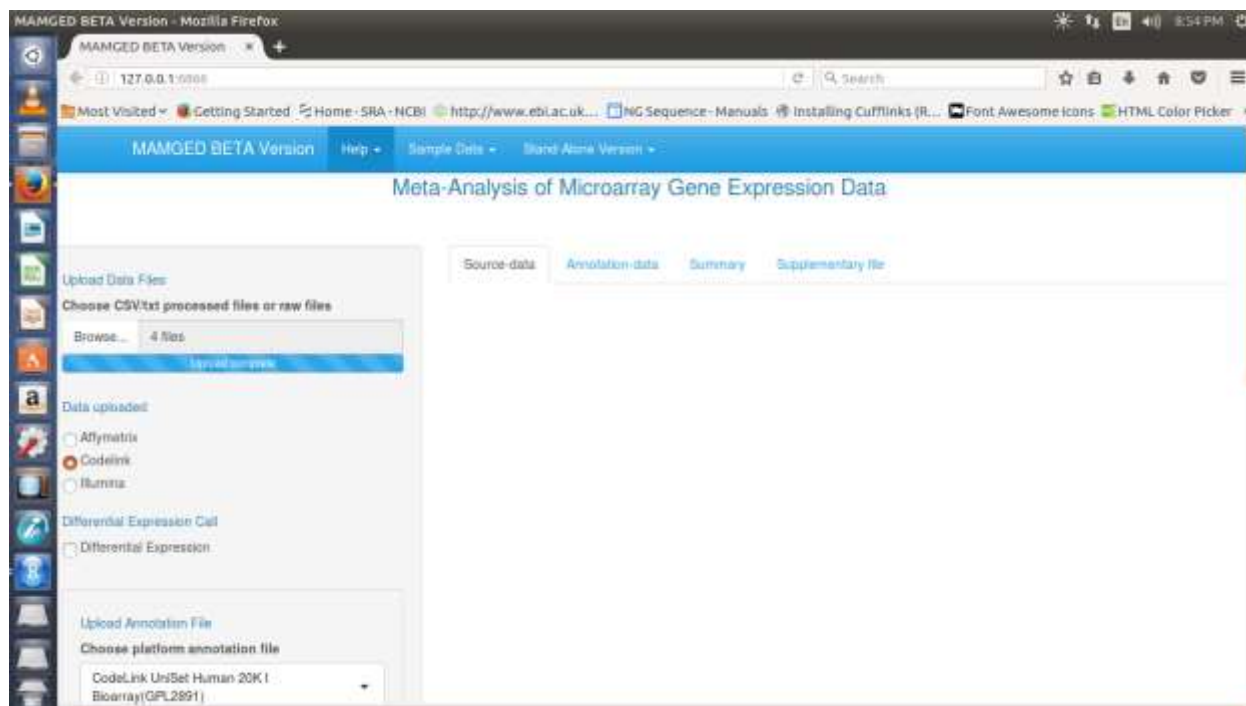 MAMGED BETA Version - Mozilla Firefox
En 8:54 PM
MAMGED BETA Version × +
127.0.0.1
Search
Most Visited Getting Started Home - SRA - NCBI http://www.ebi.ac.uk... NG Sequence - Manuals Installing Cufflinks (R... Font Awesome Icons HTML Color Picker
MAMGED BETA Version Help Sample Data Stand Alone Version
Meta-Analysis of Microarray Gene Expression Data
Source-data Annotation-data Summary Supplementary file
Upload Data Files
Choose CSV/txt processed files or raw files
Browse... 4 files
Upload complete
Data uploaded:
Affymetrix
Codelink
Illumina
Differential Expression Call
Differential Expression
Upload Annotation File
Choose platform annotation file
CodeLink UniSet Human 20K I
Bioarray(GPL2891)